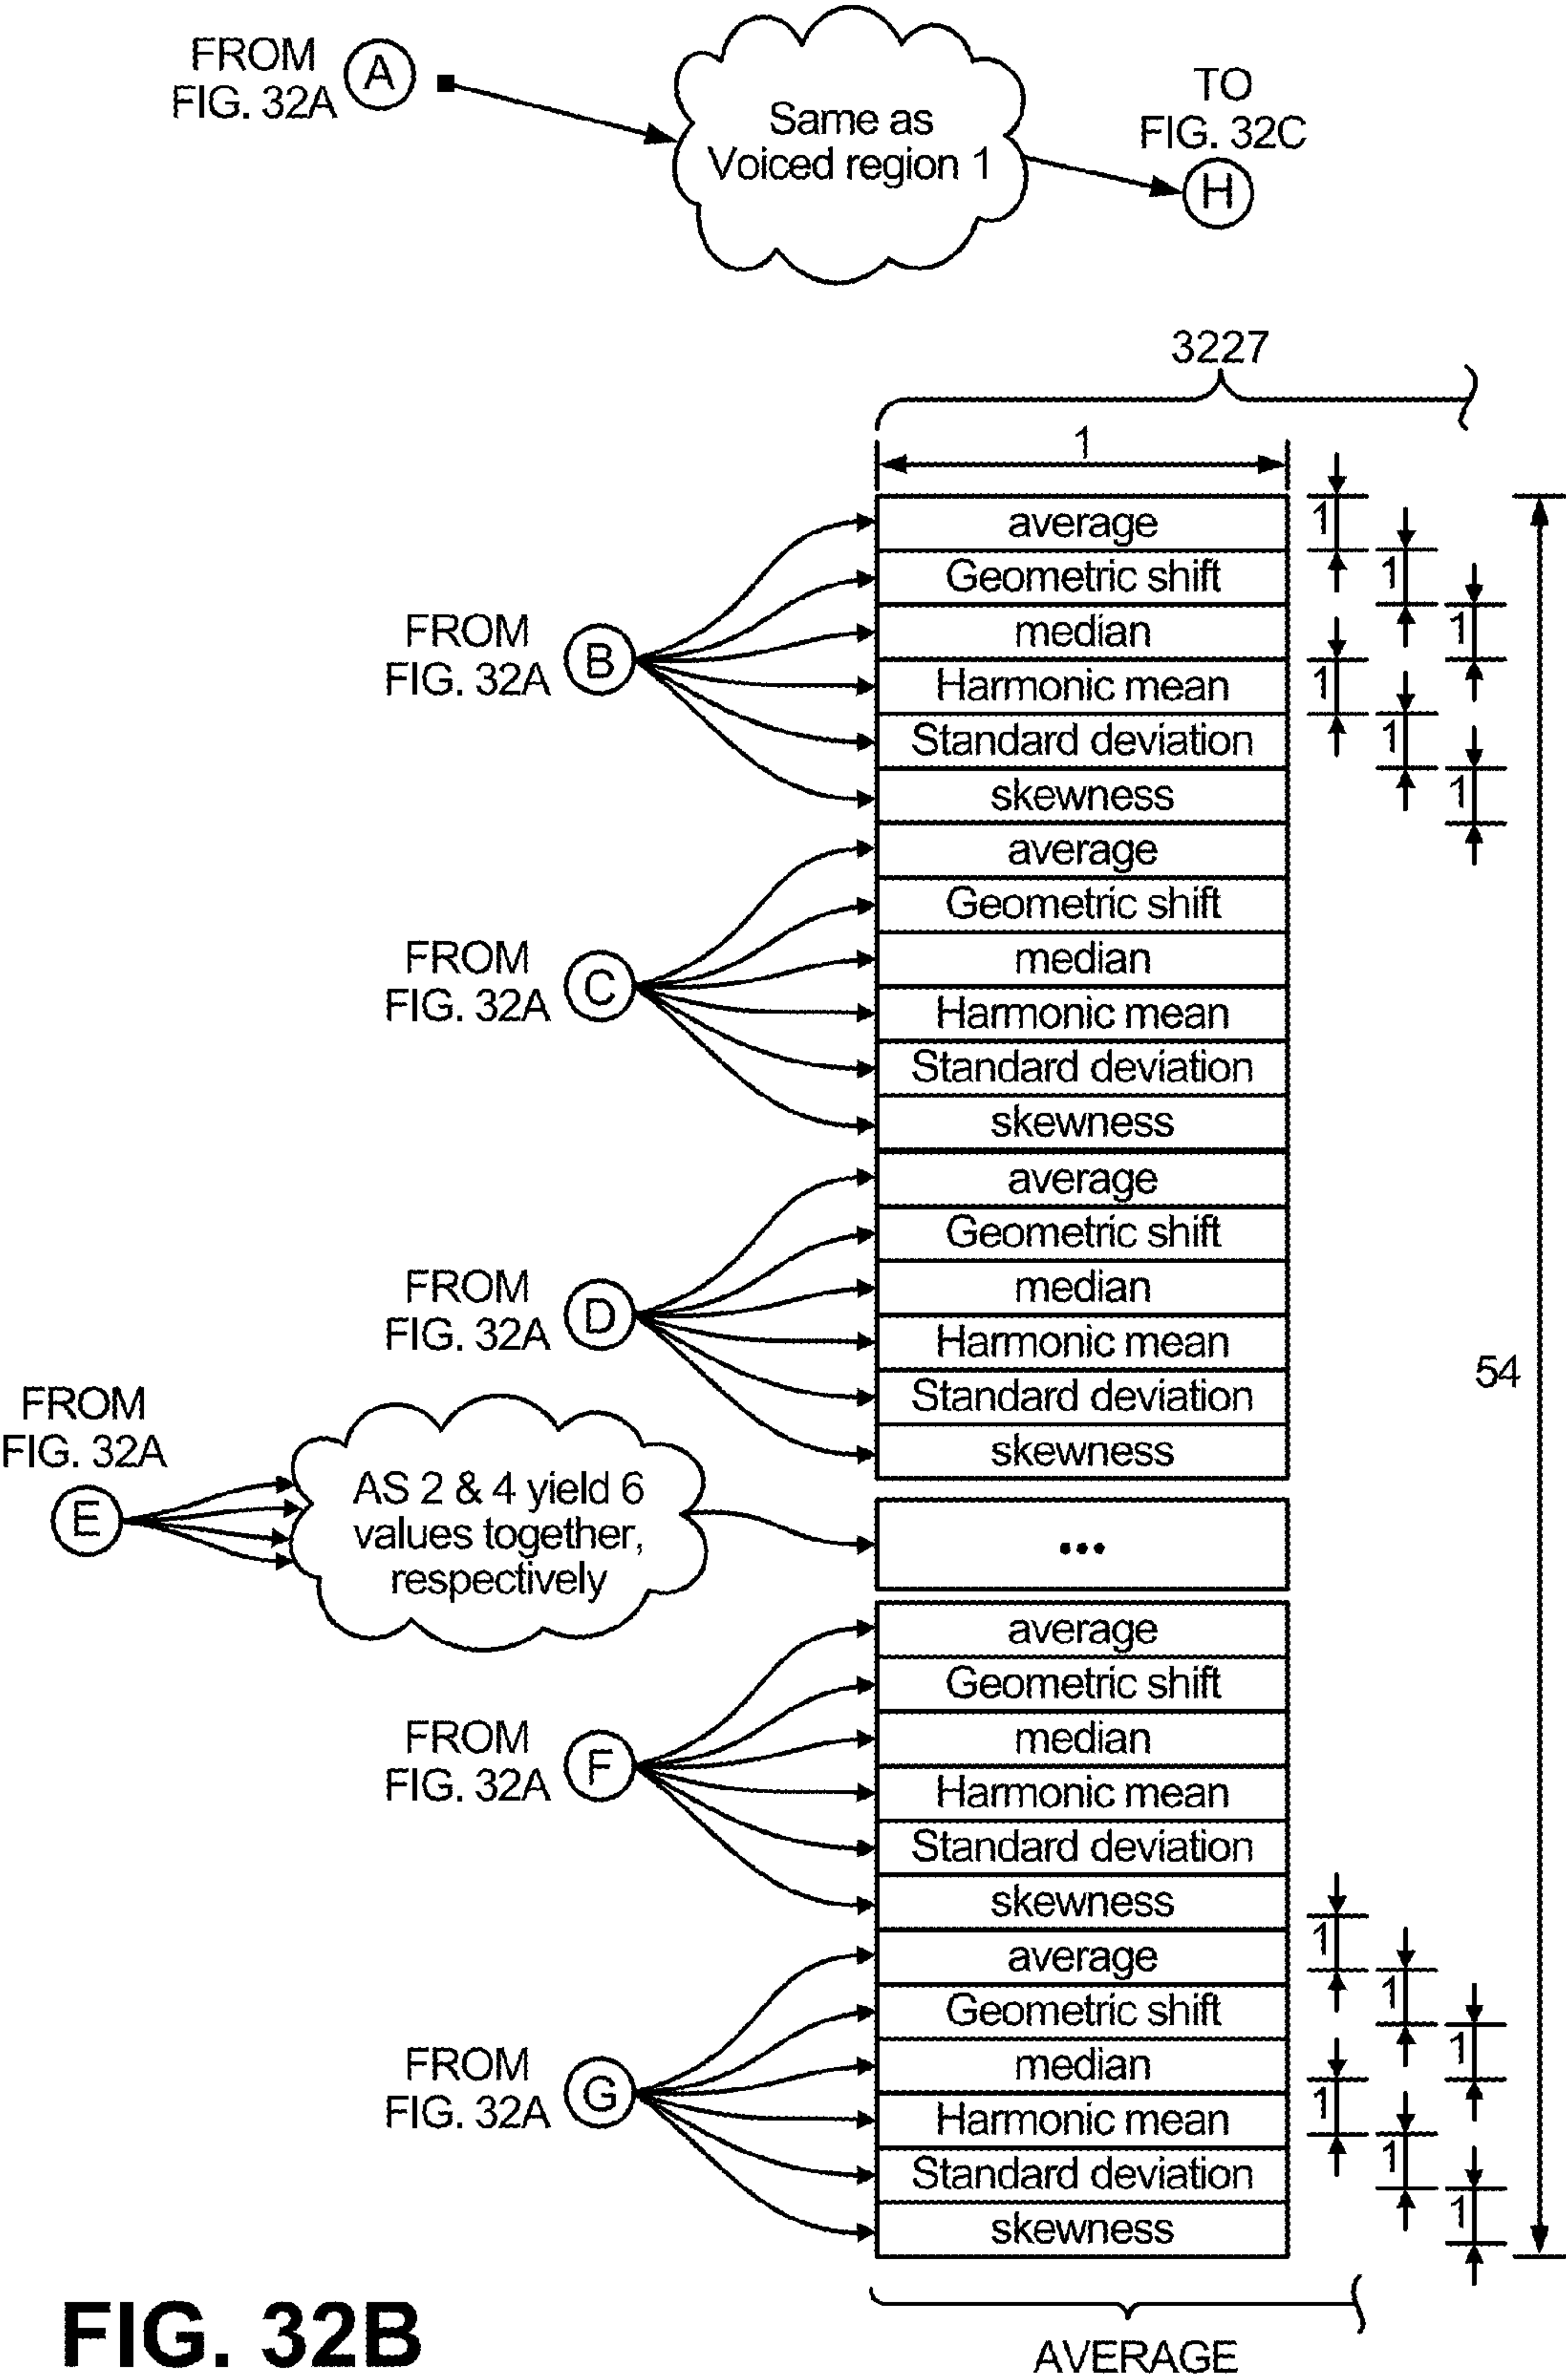 FROM
FIG. 32A
A
Same as
Voiced region 1
TO
FIG. 32C
H
3227
1
average
Geometric shift
median
Harmonic mean
Standard deviation
skewness
1
1
1
1
1
1
FROM
FIG. 32A
B
average
Geometric shift
median
Harmonic mean
Standard deviation
skewness
FROM
FIG. 32A
C
average
Geometric shift
median
Harmonic mean
Standard deviation
skewness
FROM
FIG. 32A
D
54
FROM
FIG. 32A
E
AS 2 & 4 yield 6
values together,
respectively
...
average
Geometric shift
median
Harmonic mean
Standard deviation
skewness
FROM
FIG. 32A
F
average
Geometric shift
median
Harmonic mean
Standard deviation
skewness
1
1
1
1
1
1
FROM
FIG. 32A
G
FIG. 32B
AVERAGE